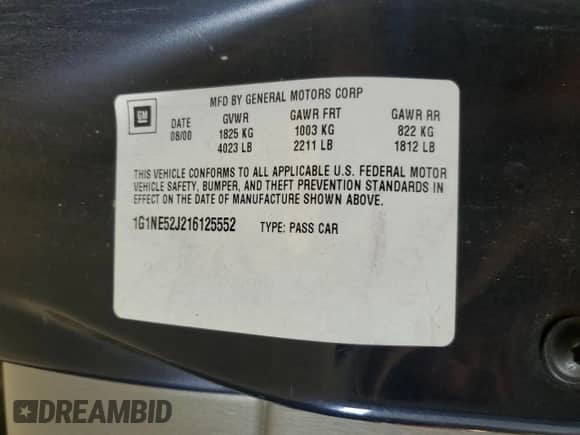 MFD BY GENERAL MOTORS CORP
GM
DATE GVWR GAWR FRT GAWR RR
08/00 1825 KG 1003 KG 822 KG
4023 LB 2211 LB 1812 LB
THIS VEHICLE CONFORMS TO ALL APPLICABLE U.S. FEDERAL MOTOR
VEHICLE SAFETY, BUMPER, AND THEFT PREVENTION STANDARDS IN
EFFECT ON THE DATE OF MANUFACTURE SHOWN ABOVE.
1G1NE52J216125552 TYPE: PASS CAR
DREAMBID